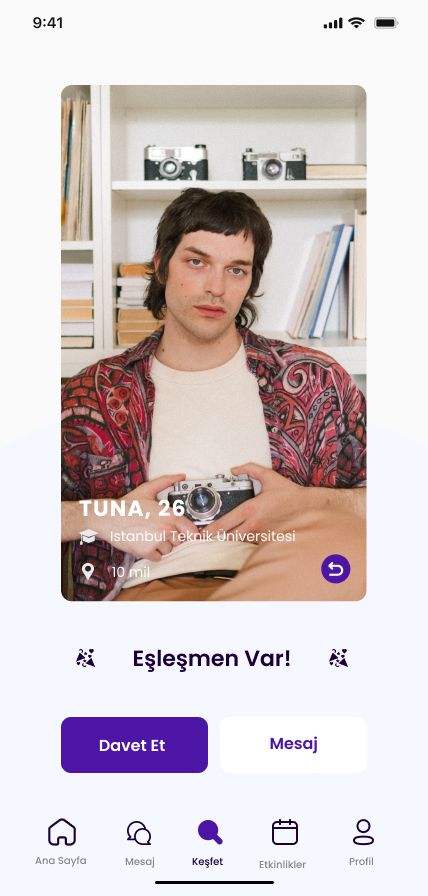 9:41
TUNA, 26
Istanbul Teknik Üniversitesi
10 mil
Eşleşmen Var!
Davet Et
Mesaj
Ana Sayfa
Mesaj
Keşfet
Etkinlikler
Profil